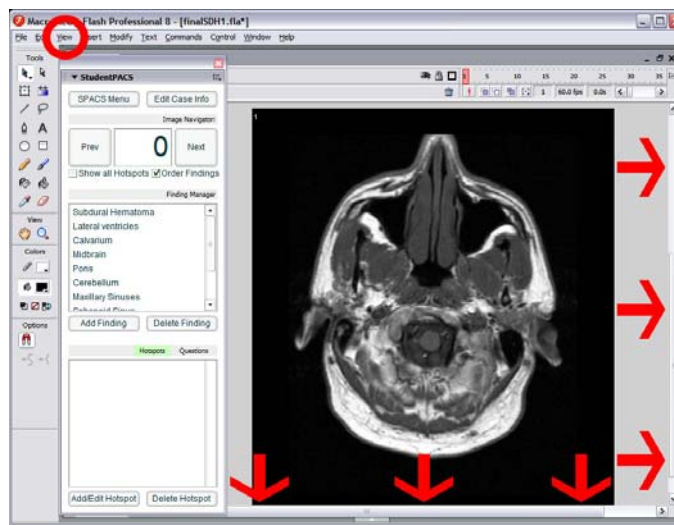 Flash Professional 8 - [finalSDH1.fla*]
File View Insert Modify Text Commands Control Window Help
Tools
View
Colors
Options
StudentPACS
SPACS Menu Edit Case Info
Image Navigation
Prev 0 Next
Show all Hotspots Order Findings
Finding Manager
Subdural Hematoma
Lateral ventricles
Calvarium
Midbrain
Pons
Cerebellum
Maxillary Sinuses
Add Finding Delete Finding
Hotspots Questions
Add/Edit Hotspot Delete Hotspot
5 10 15 20 25 30 35
1 60.0 fps 0.0s
1